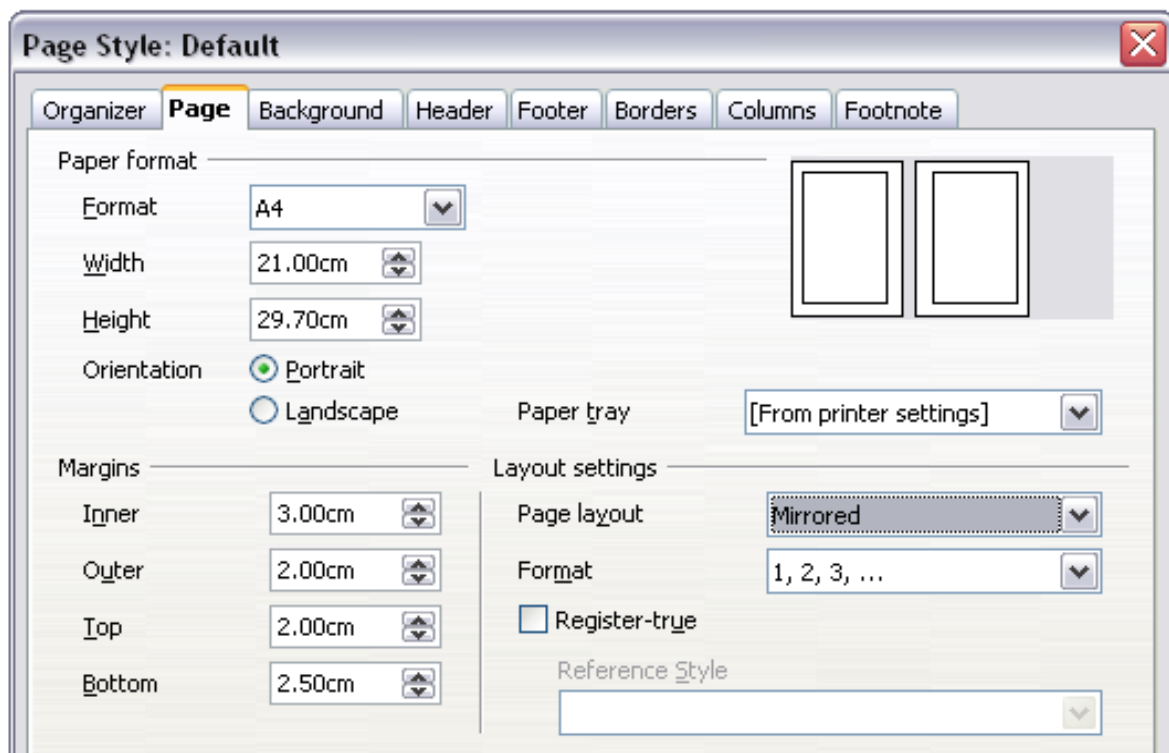 Page Style: Default
Organizer Page Background Header Footer Borders Columns Footnote
Paper format
Format A4
Width 21.00cm
Height 29.70cm
Orientation Portrait
Landscape Paper tray [From printer settings]
Margins Layout settings
Inner 3.00cm Page layout Mirrored
Outer 2.00cm Format 1, 2, 3, ...
Top 2.00cm Register-true
Reference Style
Bottom 2.50cm